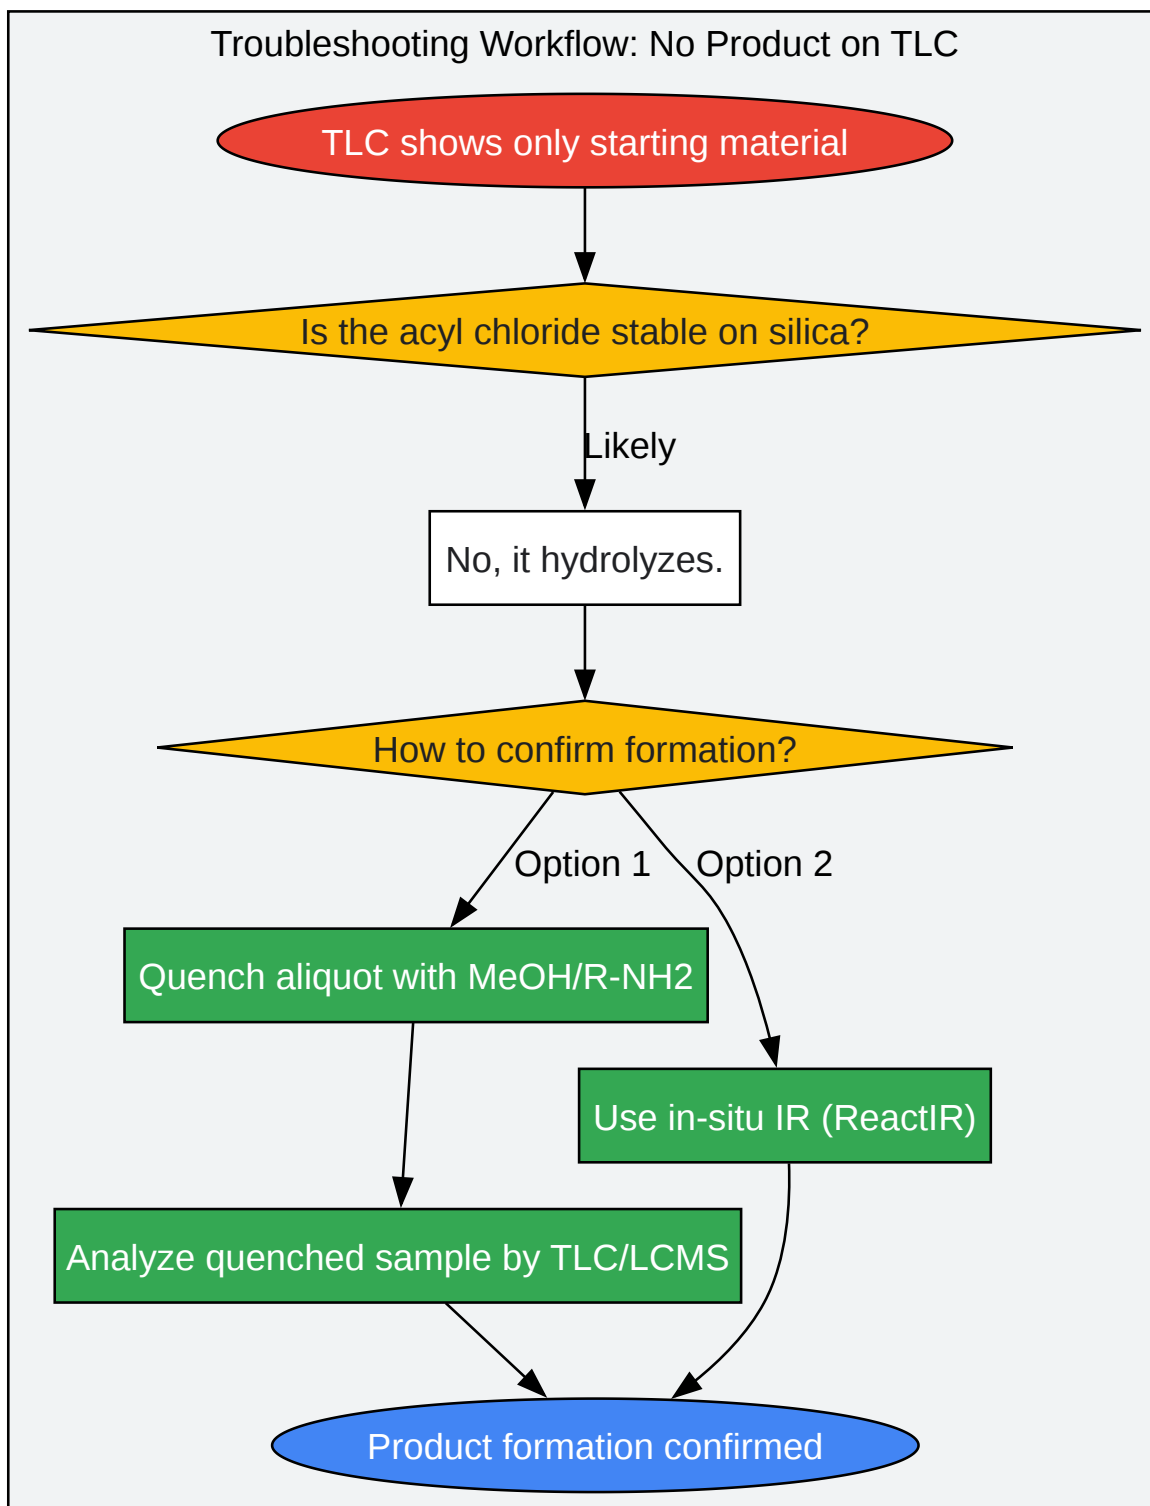 Troubleshooting Workflow: No Product on TLC
TLC shows only starting material
Is the acyl chloride stable on silica?
Likely
No, it hydrolyzes.
How to confirm formation?
Option 1
Option 2
Quench aliquot with MeOH/R-NH2
Use in-situ IR (ReactIR)
Analyze quenched sample by TLC/LCMS
Product formation confirmed